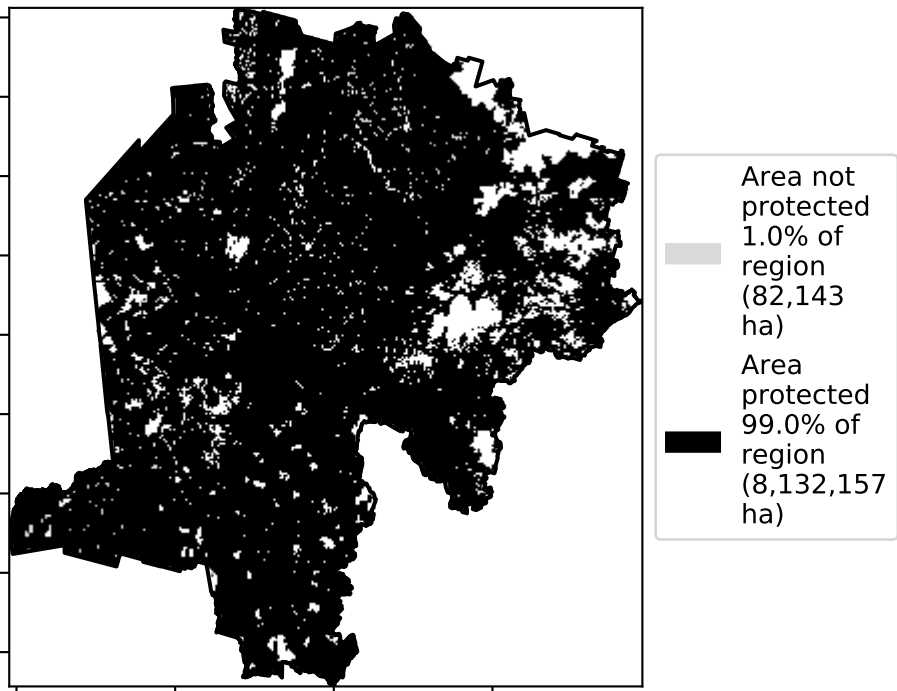 Area not
protected
1.0% of
region
(82,143
ha)
Area
protected
99.0% of
region
(8,132,157
ha)